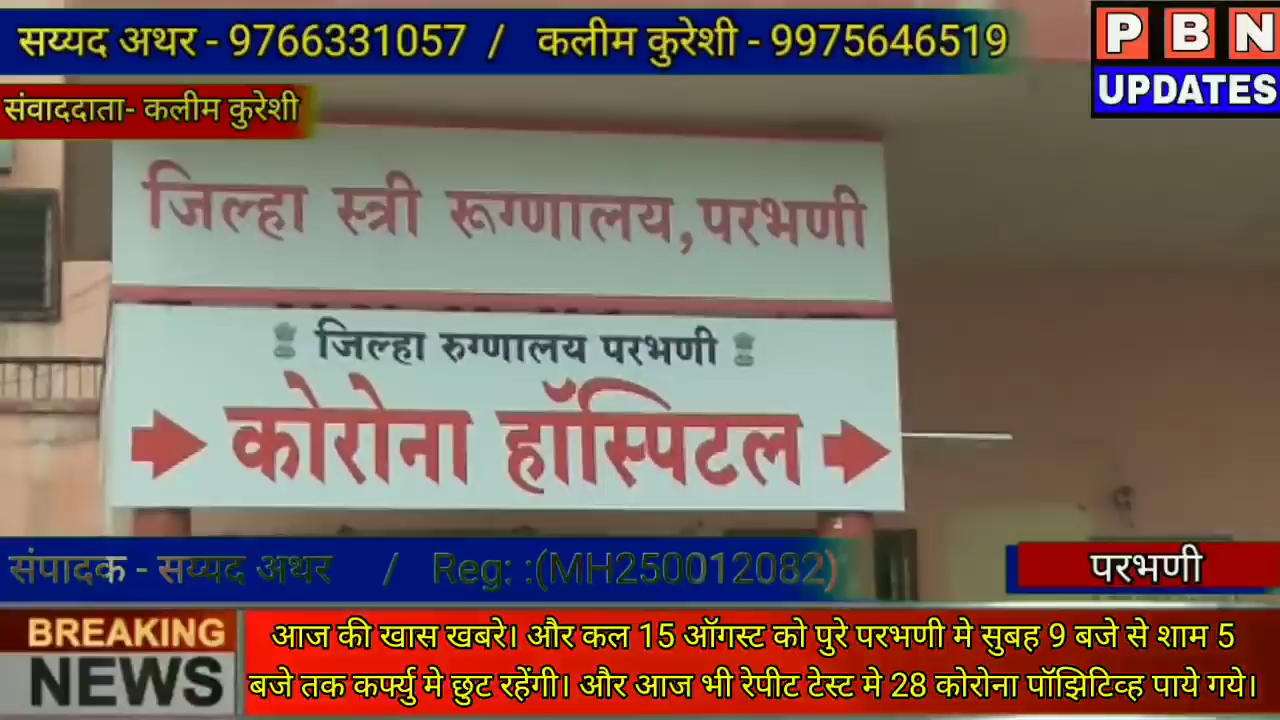 सय्यद अथर - 9766331057 / कलीम कुरेशी - 9975646519
PBN
UPDATES
संवाददाता- कलीम कुरेशी
जिल्हा स्त्री रूग्णालय, परभणी
जिल्हा रुग्णालय परभणी
कोरोना हॉस्पिटल
संपादक - सय्यद अथर / Reg: :(MH250012082)
परभणी
BREAKING
NEWS
आज की खास खबरे। और कल 15 ऑगस्ट को पुरे परभणी मे सुबह 9 बजे से शाम 5
बजे तक कर्फ्यु मे छुट रहेंगी। और आज भी रेपीट टेस्ट मे 28 कोरोना पॉझिटिव्ह पाये गये।